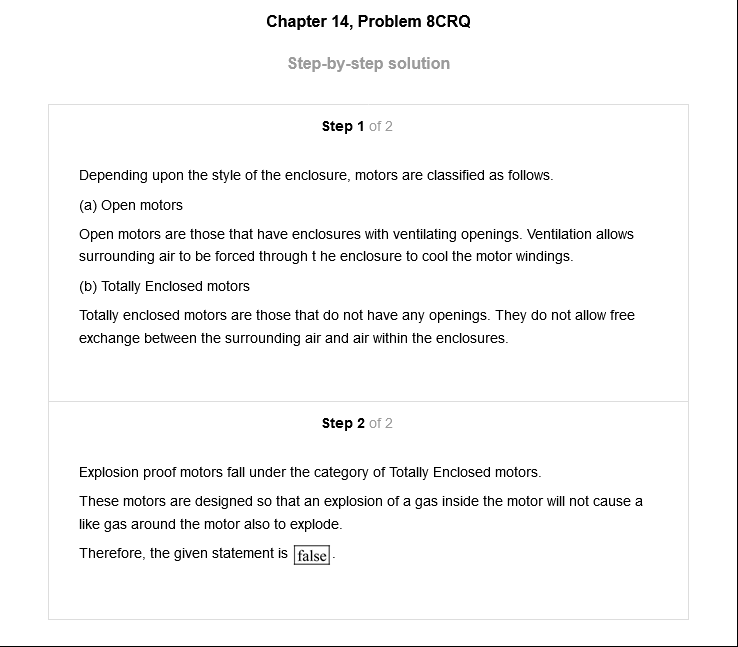 Chapter 14, Problem 8CRQ
Step-by-step solution
Step 1 of 2
Depending upon the style of the enclosure, motors are classified as follows.
(a) Open motors
Open motors are those that have enclosures with ventilating openings. Ventilation allows
surrounding air to be forced through t he enclosure to cool the motor windings.
(b) Totally Enclosed motors
Totally enclosed motors are those that do not have any openings. They do not allow free
exchange between the surrounding air and air within the enclosures.
Step 2 of 2
Explosion proof motors fall under the category of Totally Enclosed motors.
These motors are designed so that an explosion of a gas inside the motor will not cause a
like gas around the motor also to explode.
Therefore, the given statement is false.